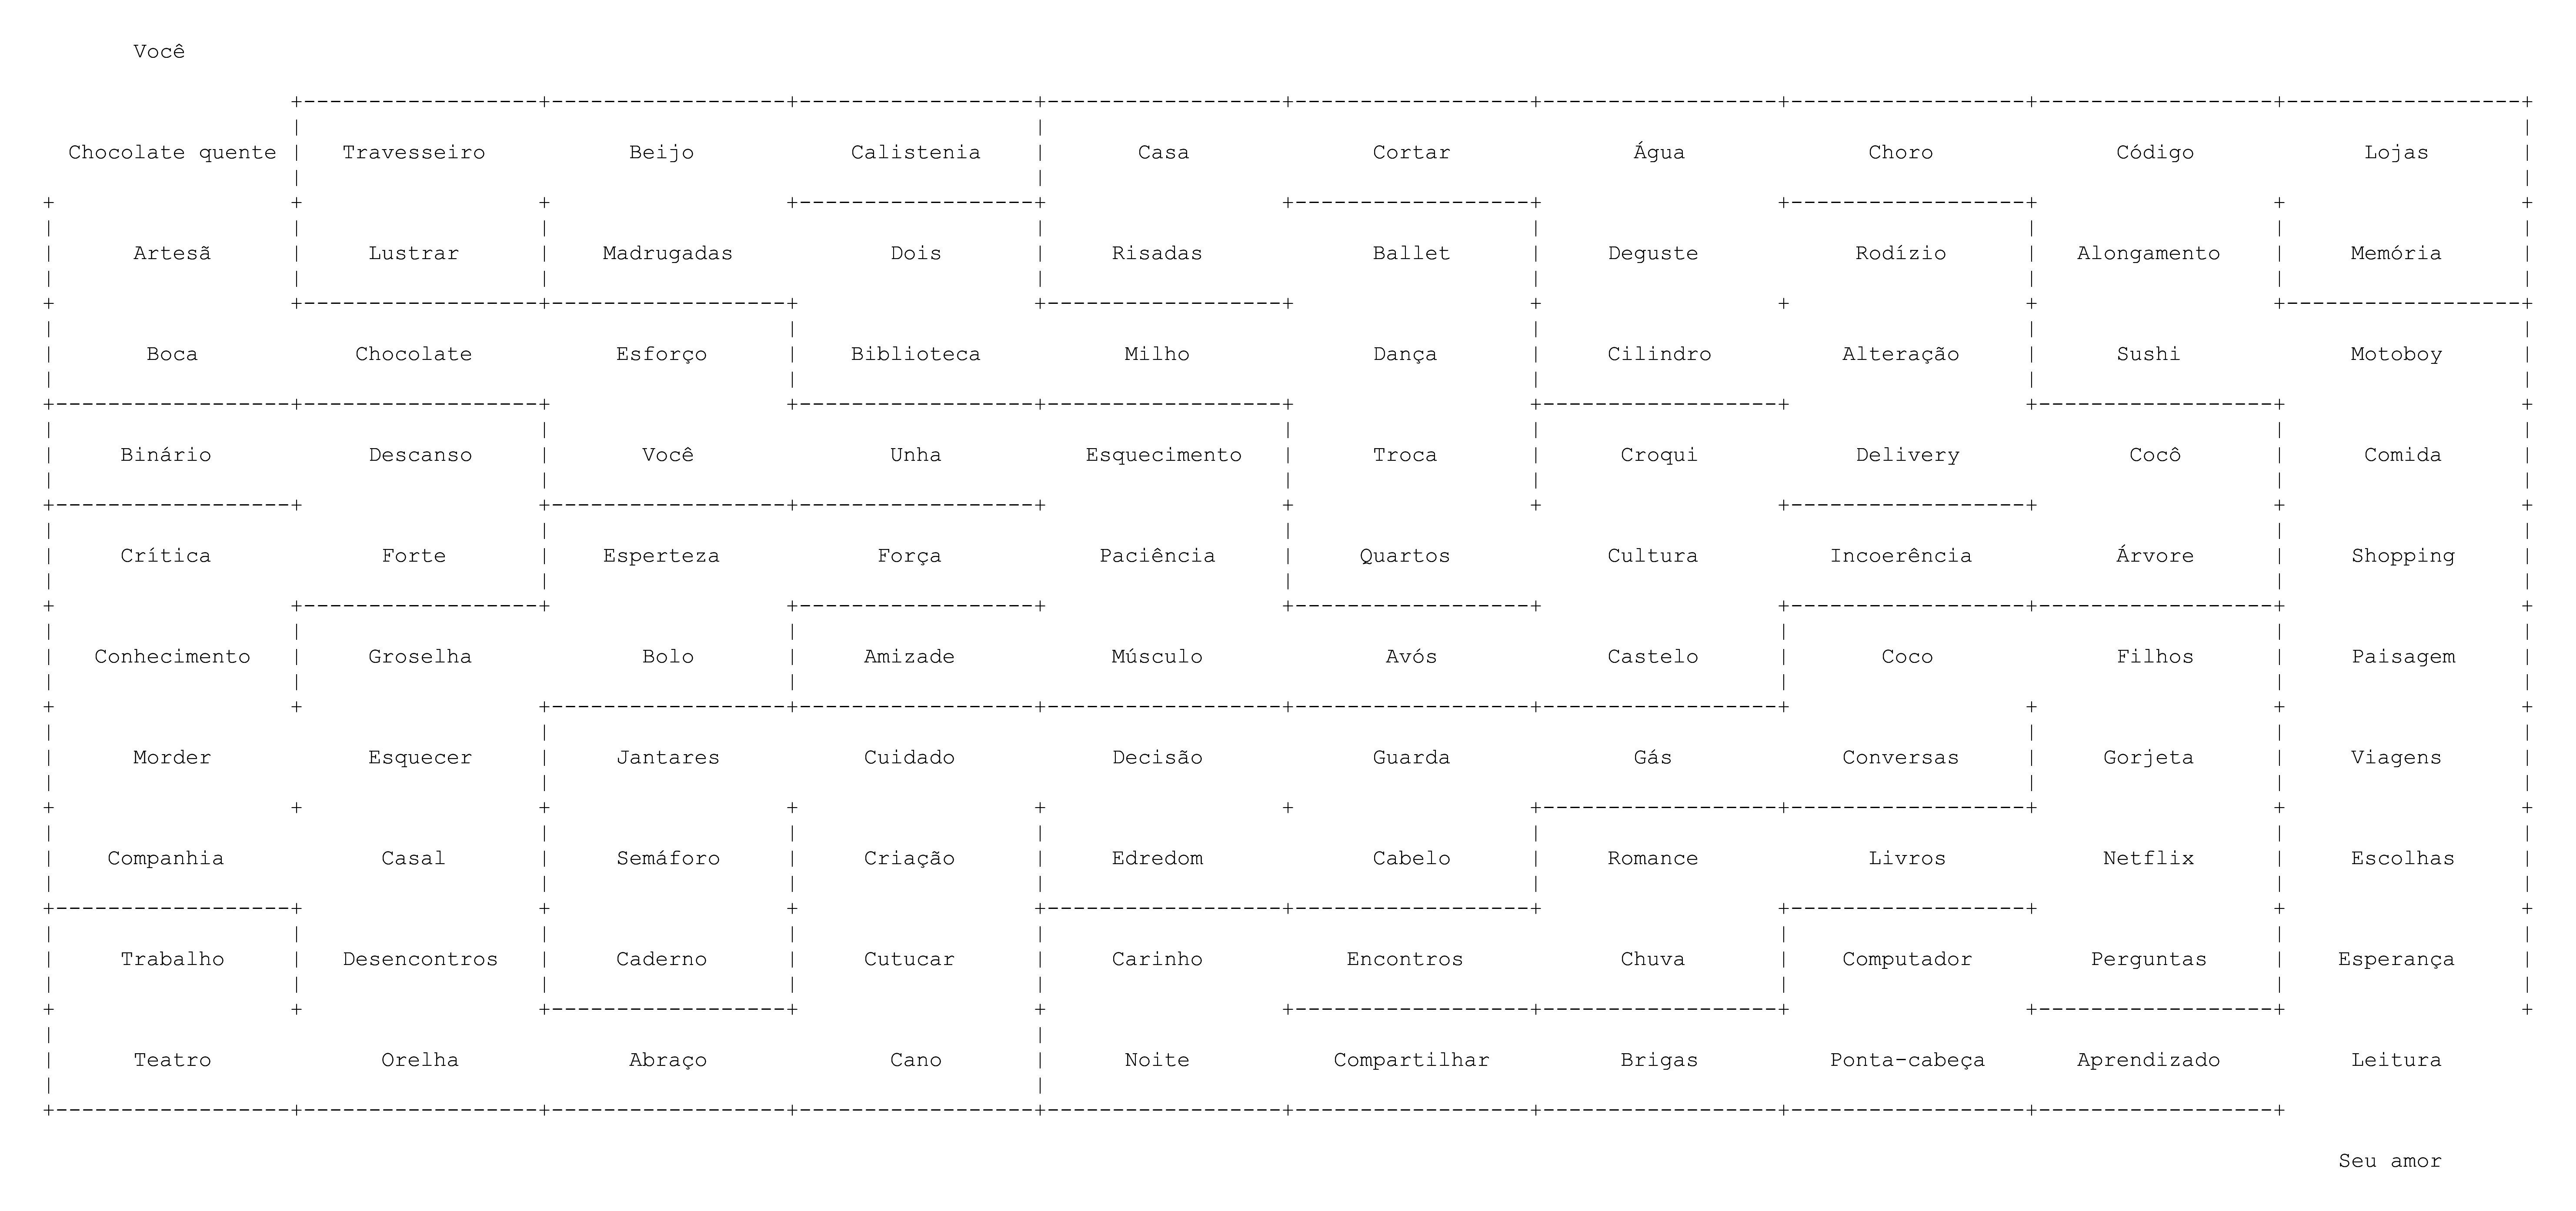 Você
Chocolate quente Travesseiro Beijo Calistenia Casa Cortar Água Choro Código Lojas
Artesã Lustrar Madrugadas Dois Risadas Ballet Deguste Rodízio Alongamento Memória
Boca Chocolate Esforço Biblioteca Milho Dança Cilindro Alteração Sushi Motoboy
Binário Descanso Você Unha Esquecimento Troca Croqui Delivery Cocô Comida
Crítica Forte Esperteza Força Paciência Quartos Cultura Incoerência Árvore Shopping
Conhecimento Groselha Bolo Amizade Músculo Avós Castelo Coco Filhos Paisagem
Morder Esquecer Jantares Cuidado Decisão Guarda Gás Conversas Gorjeta Viagens
Companhia Casal Semáforo Criação Edredom Cabelo Romance Livros Netflix Escolhas
Trabalho Desencontros Caderno Cutucar Carinho Encontros Chuva Computador Perguntas Esperança
Teatro Orelha Abraço Cano Noite Compartilhar Brigas Ponta-cabeça Aprendizado Leitura
Seu amor